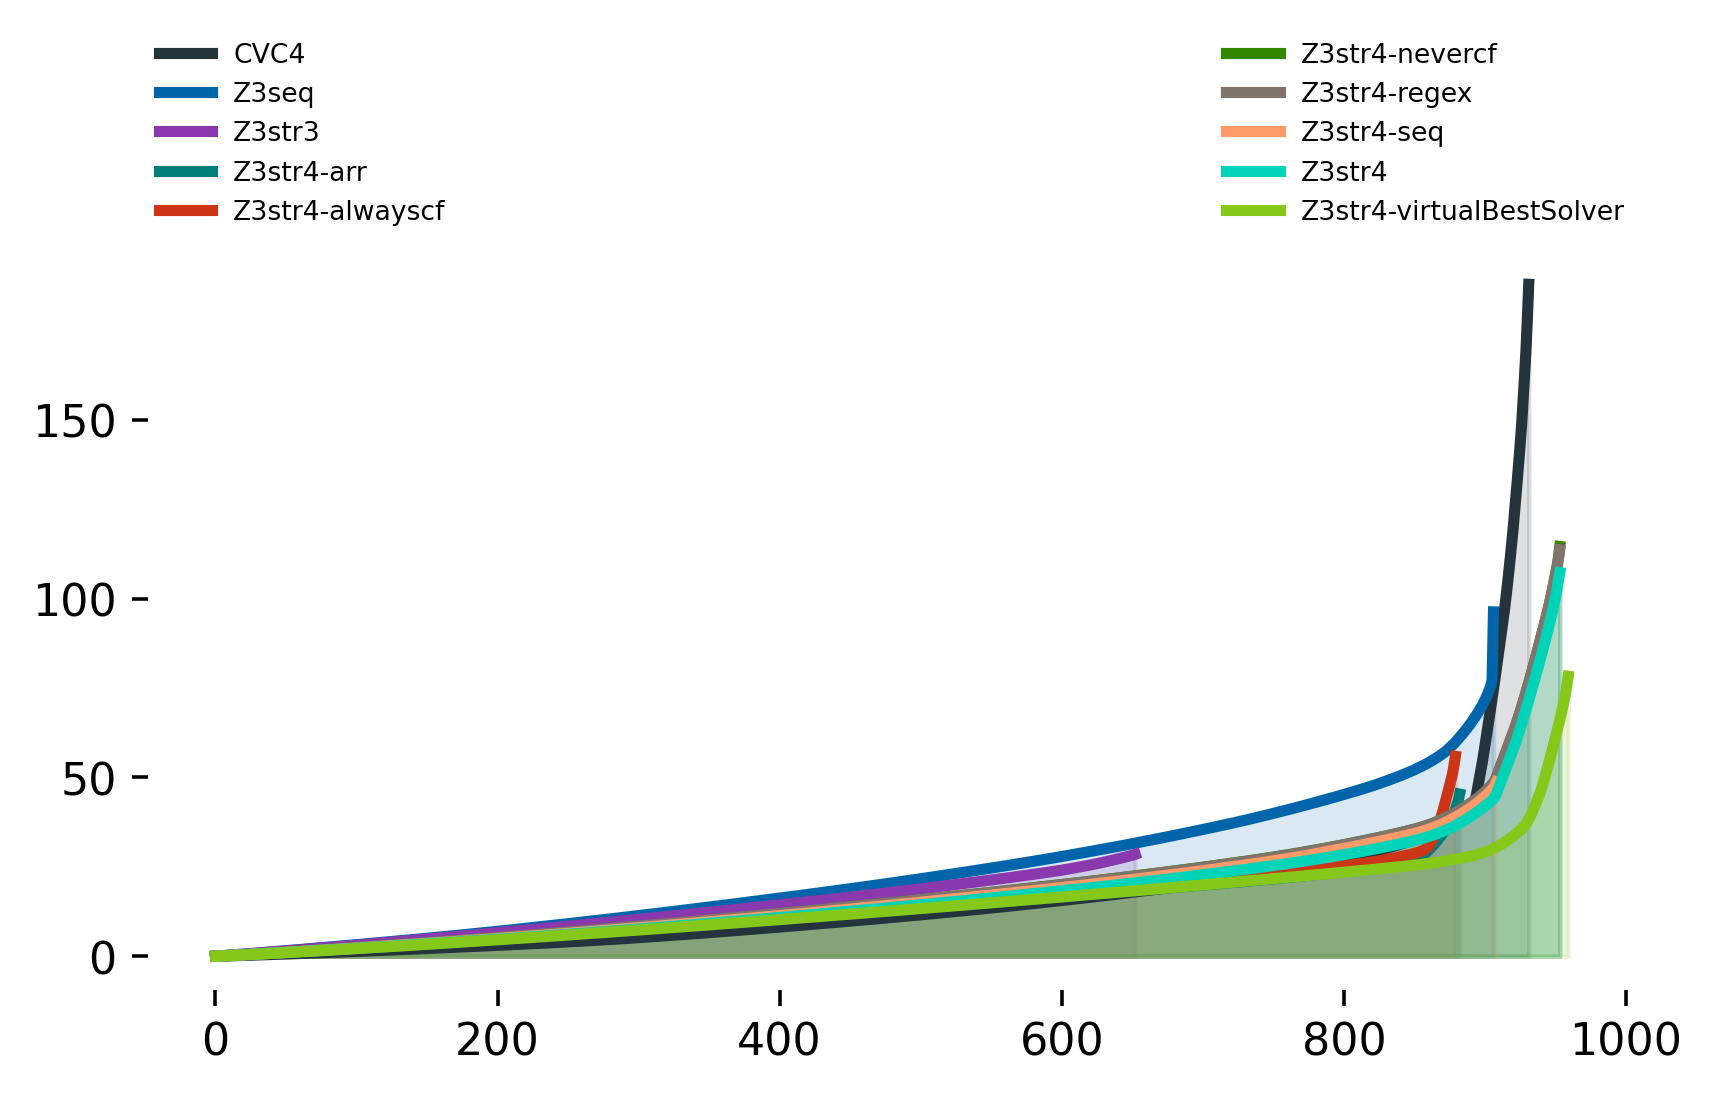 CVC4
Z3seq
Z3str3
Z3str4-arr
Z3str4-alwayscf
Z3str4-nevercf
Z3str4-regex
Z3str4-seq
Z3str4
Z3str4-virtualBestSolver
150
100
50
0
0 200 400 600 800 1000